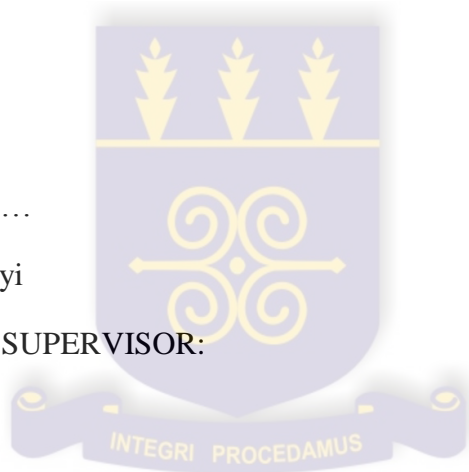 ....
yi
SUPERVISOR:
INTEGRI PROCEDAMUS